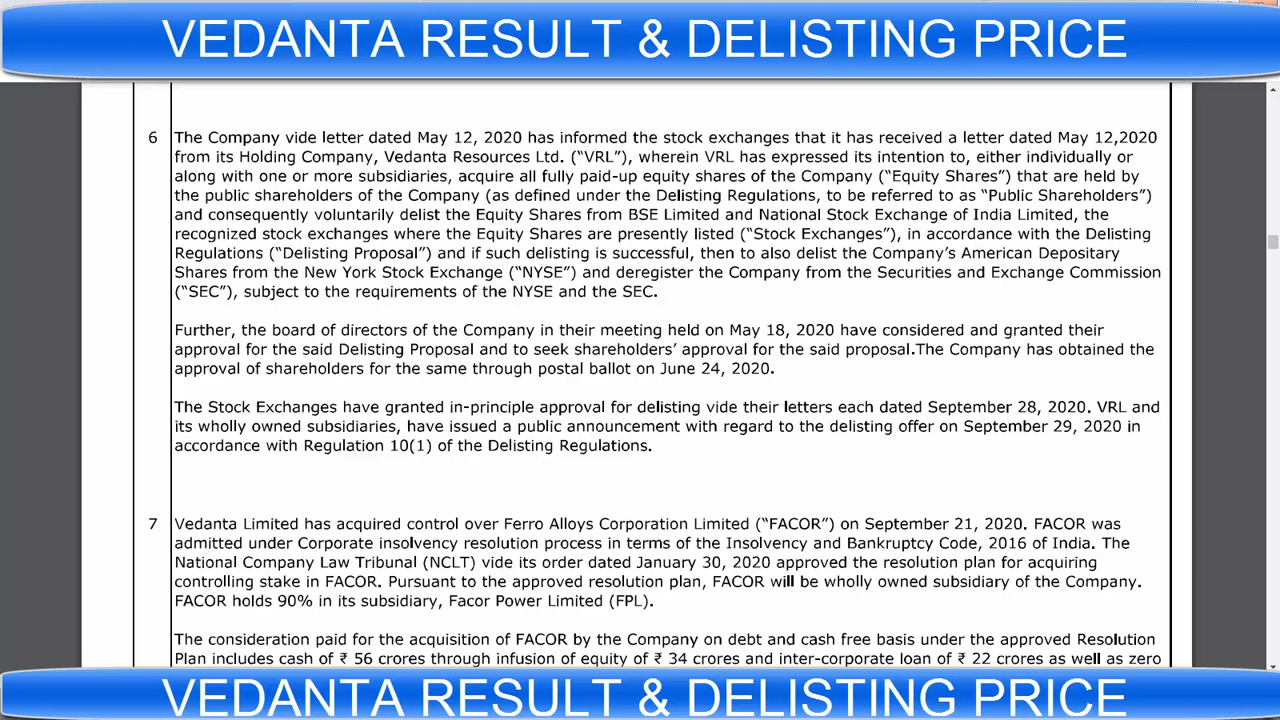 VEDANTA RESULT & DELISTING PRICE
6 The Company vide letter dated May 12, 2020 has informed the stock exchanges that it has received a letter dated May 12,2020
from its Holding Company, Vedanta Resources Ltd. (“VRL”), wherein VRL has expressed its intention to, either individually or
along with one or more subsidiaries, acquire all fully paid-up equity shares of the Company (“Equity Shares”) that are held by
the public shareholders of the Company (as defined under the Delisting Regulations, to be referred to as “Public Shareholders”)
and consequently voluntarily delist the Equity Shares from BSE Limited and National Stock Exchange of India Limited, the
recognized stock exchanges where the Equity Shares are presently listed (“Stock Exchanges”), in accordance with the Delisting
Regulations (“Delisting Proposal”) and if such delisting is successful, then to also delist the Company’s American Depositary
Shares from the New York Stock Exchange (“NYSE”) and deregister the Company from the Securities and Exchange Commission
(“SEC”), subject to the requirements of the NYSE and the SEC.
Further, the board of directors of the Company in their meeting held on May 18, 2020 have considered and granted their
approval for the said Delisting Proposal and to seek shareholders’ approval for the said proposal.The Company has obtained the
approval of shareholders for the same through postal ballot on June 24, 2020.
The Stock Exchanges have granted in-principle approval for delisting vide their letters each dated September 28, 2020. VRL and
its wholly owned subsidiaries, have issued a public announcement with regard to the delisting offer on September 29, 2020 in
accordance with Regulation 10(1) of the Delisting Regulations.
7 Vedanta Limited has acquired control over Ferro Alloys Corporation Limited (“FACOR”) on September 21, 2020. FACOR was
admitted under Corporate insolvency resolution process in terms of the Insolvency and Bankruptcy Code, 2016 of India. The
National Company Law Tribunal (NCLT) vide its order dated January 30, 2020 approved the resolution plan for acquiring
controlling stake in FACOR. Pursuant to the approved resolution plan, FACOR will be wholly owned subsidiary of the Company.
FACOR holds 90% in its subsidiary, Facor Power Limited (FPL).
The consideration paid for the acquisition of FACOR by the Company on debt and cash free basis under the approved Resolution
Plan includes cash of ₹ 56 crores through infusion of equity of ₹ 34 crores and inter-corporate loan of ₹ 22 crores as well as zero
VEDANTA RESULT & DELISTING PRICE